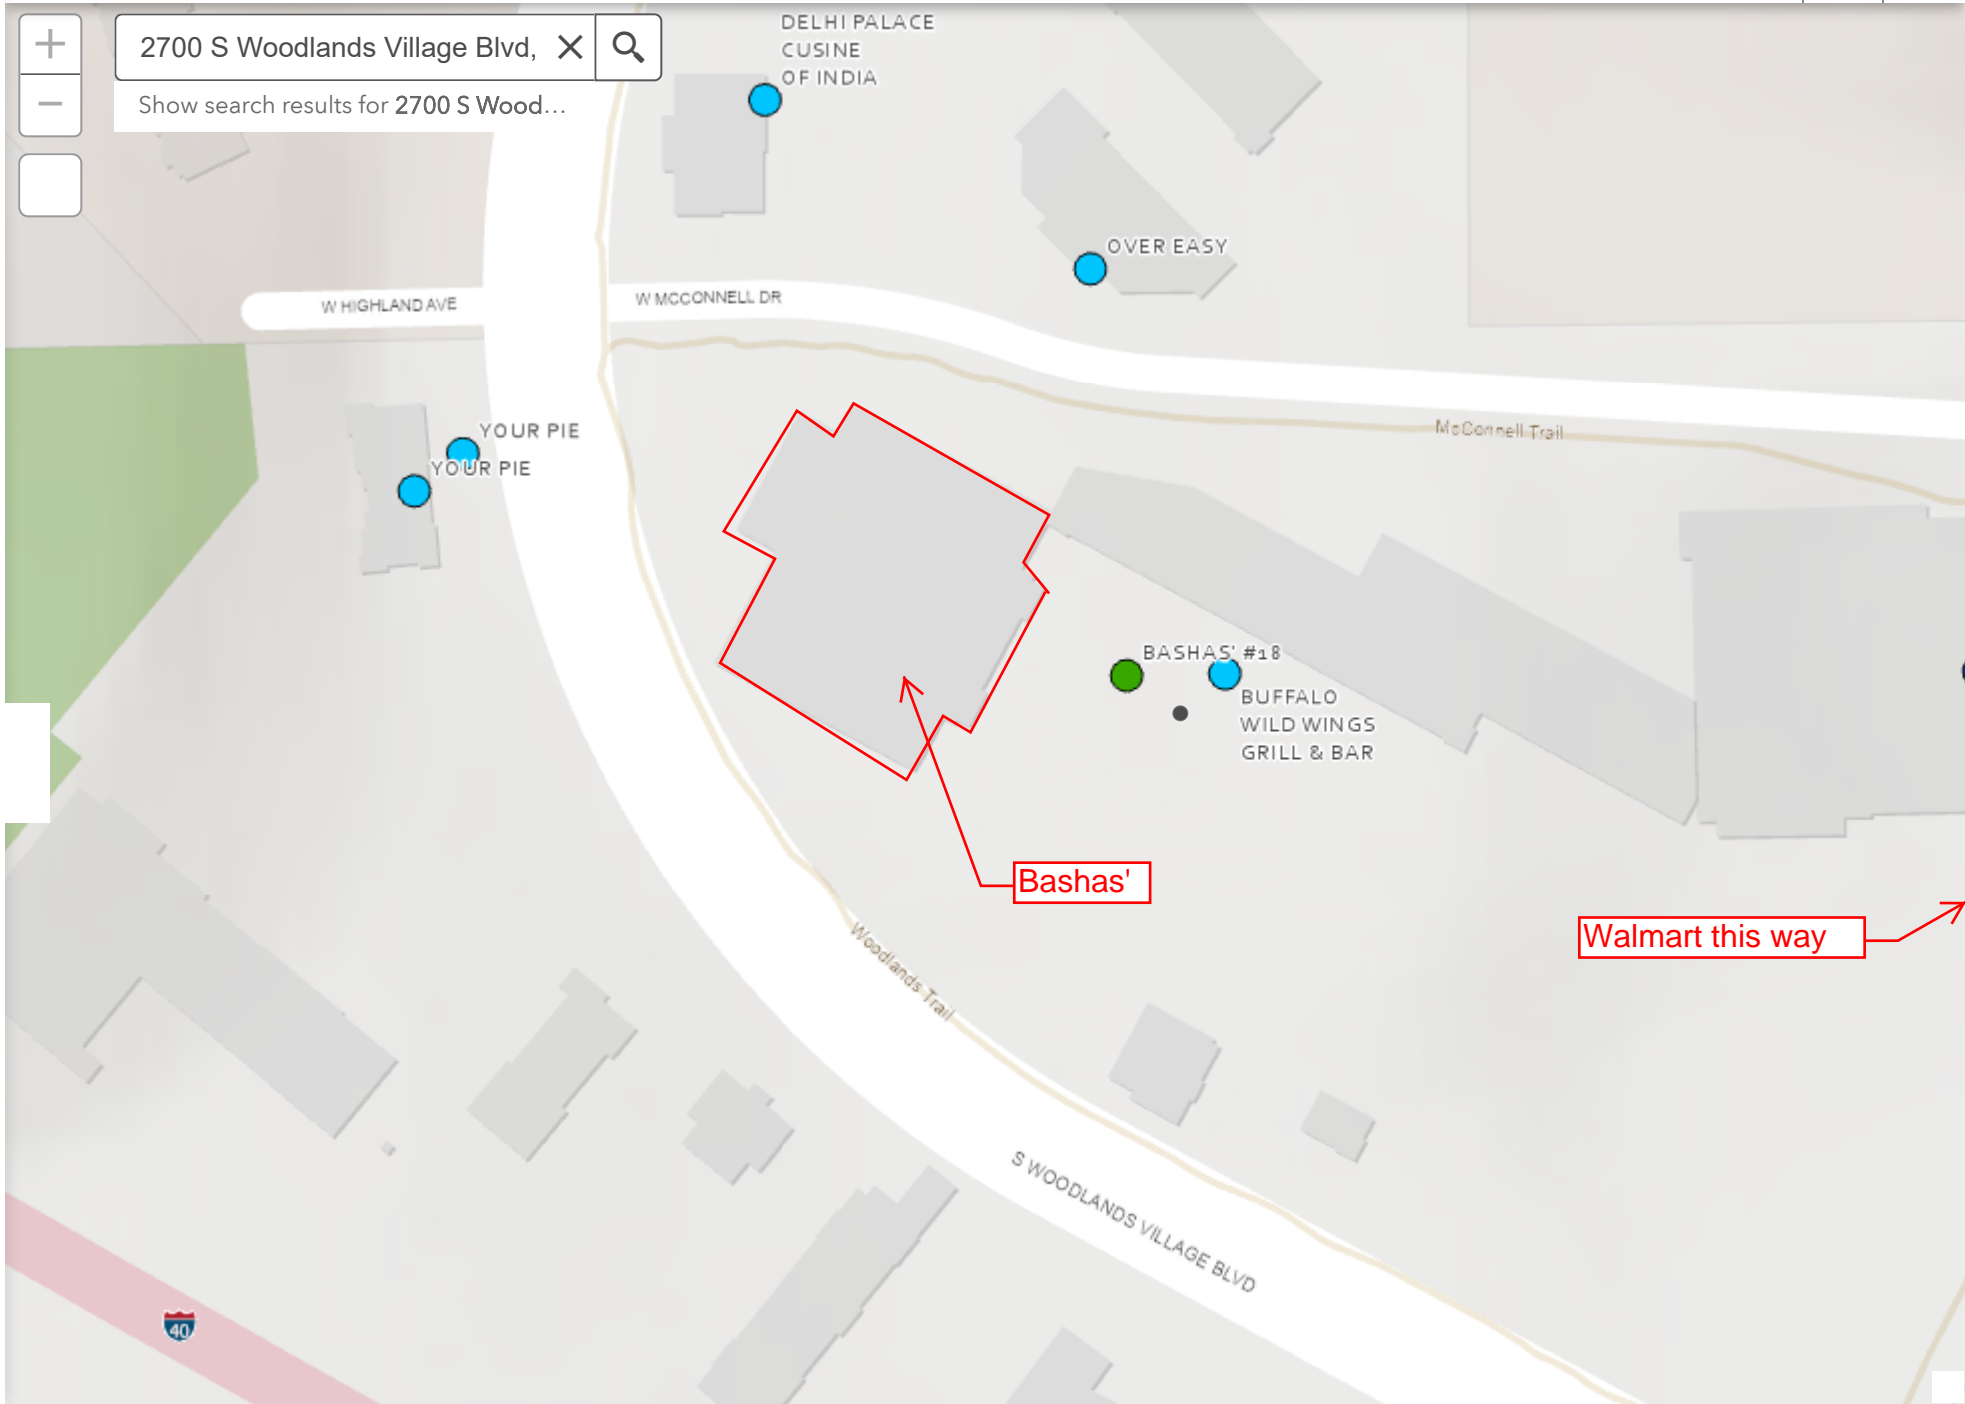 2700 S Woodlands Village Blvd,
Show search results for 2700 S Wood...
DELHI PALACE
CUSINE
OF INDIA
OVER EASY
W HIGHLAND AVE
W MCCONNELL DR
McConnell Trail
YOUR PIE
YOUR PIE
BASHAS' #18
BUFFALO
WILD WINGS
GRILL & BAR
Bashas'
Walmart this way
Woodlands Trail
S WOODLANDS VILLAGE BLVD
40